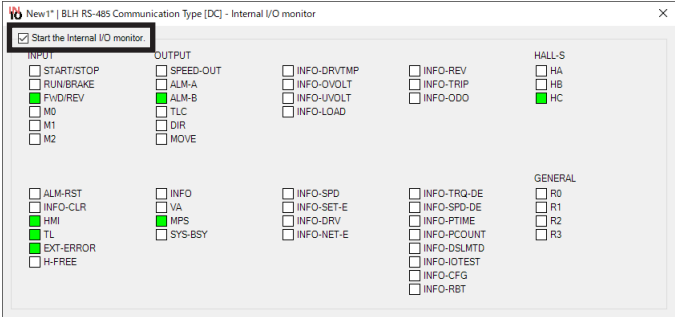 New1* | BLH RS-485 Communication Type [DC] - Internal I/O monitor
Start the Internal I/O monitor.
INPUT
START/STOP
RUN/BRAKE
FWD/REV
M0
M1
M2
OUTPUT
SPEED-OUT
ALM-A
ALM-B
TLC
DIR
MOVE
INFO-DRVTMP
INFO-OVOLT
INFO-UVOLT
INFO-LOAD
INFO-REV
INFO-TRIP
INFO-ODO
HALL-S
HA
HB
HC
ALM-RST
INFO-CLR
HMI
TL
EXT-ERROR
H-FREE
INFO
VA
MPS
SYS-BSY
INFO-SPD
INFO-SET-E
INFO-DRV
INFO-NET-E
INFO-TRQ-DE
INFO-SPD-DE
INFO-PTIME
INFO-PCOUNT
INFO-DSLMTD
INFO-IOTEST
INFO-CFG
INFO-RBT
GENERAL
R0
R1
R2
R3